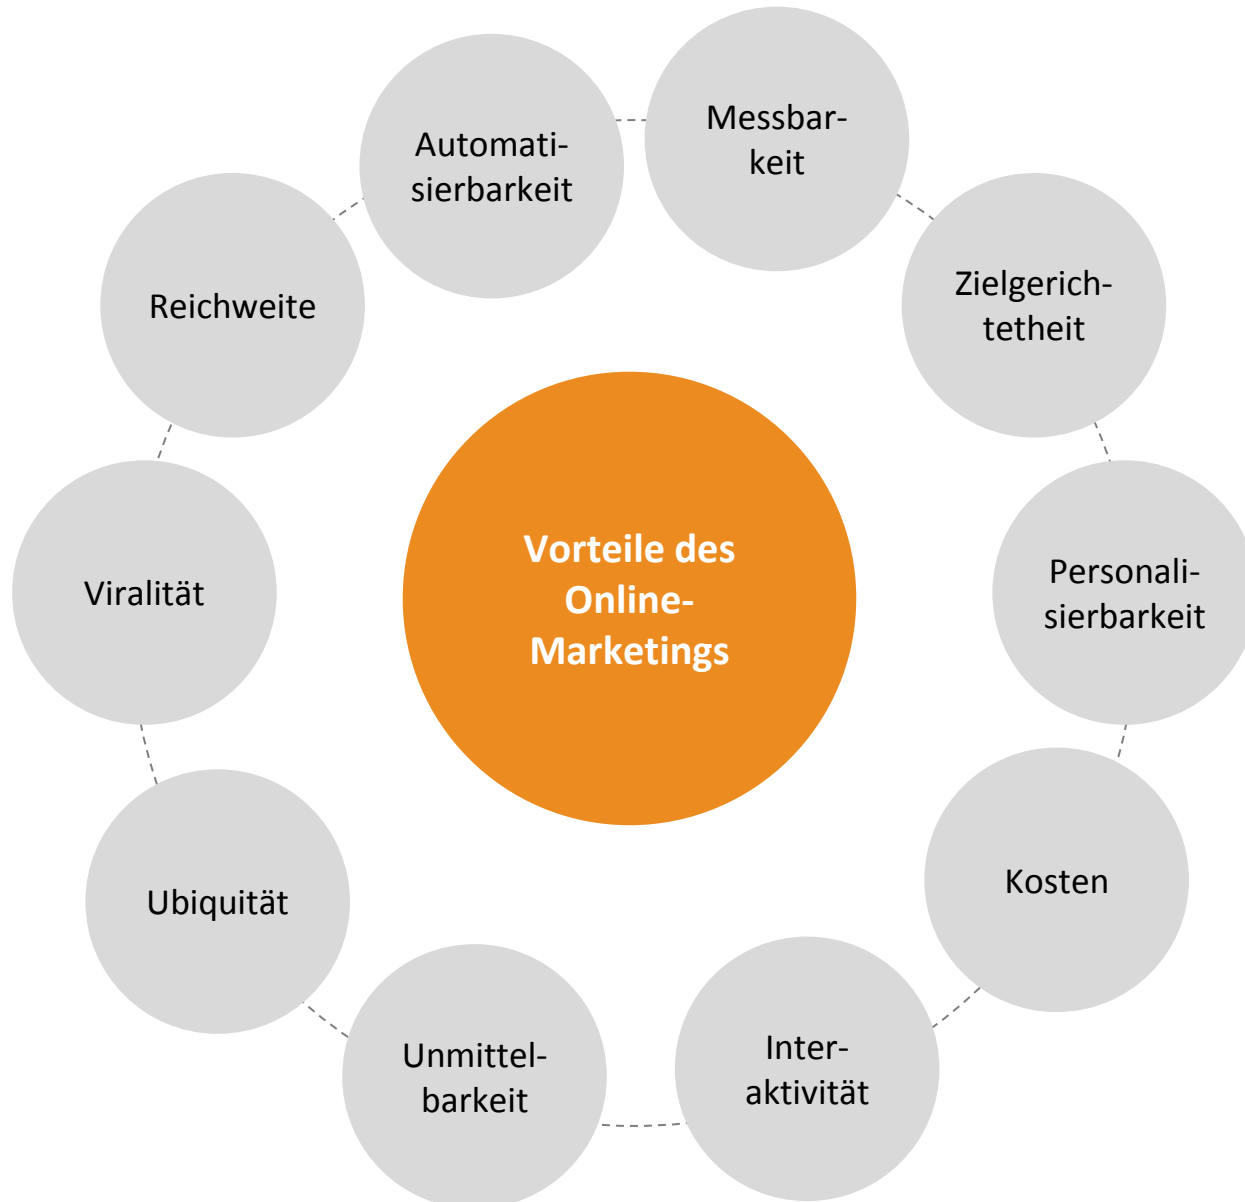 Messbar-
keit
Automati-
sierbarkeit
Zielgerich-
tetheit
Reichweite
Vorteile des
Online-
Marketings
Personali-
sierbarkeit
Viralität
Kosten
Ubiquität
Inter-
aktivität
Unmittel-
barkeit